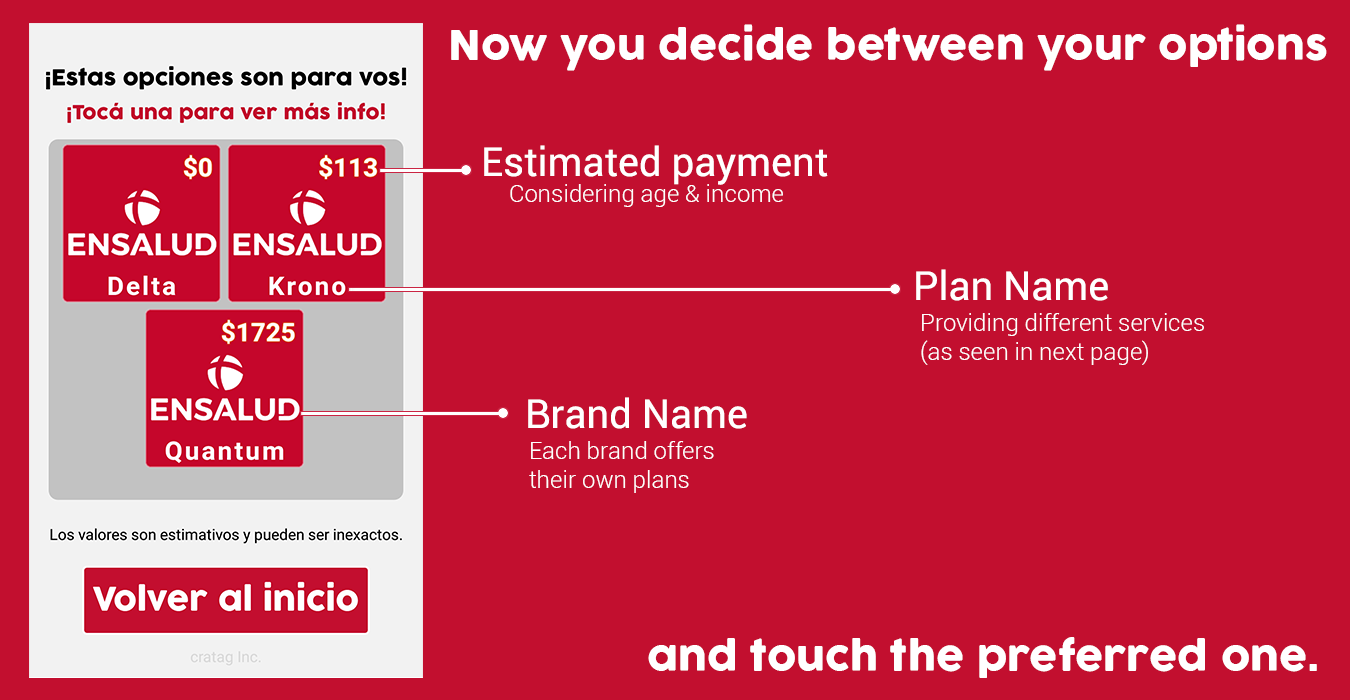 Now you decide between your options
¡Estas opciones son para vos!
¡Tocá una para ver más info!
$0
ENSALUD
Delta
$113
ENSALUD
Krono
$1725
ENSALUD
Quantum
Los valores son estimativos y pueden ser inexactos.
Volver al inicio
cratag Inc.
Estimated payment
Considering age & income
Plan Name
Providing different services
(as seen in next page)
Brand Name
Each brand offers
their own plans
and touch the preferred one.